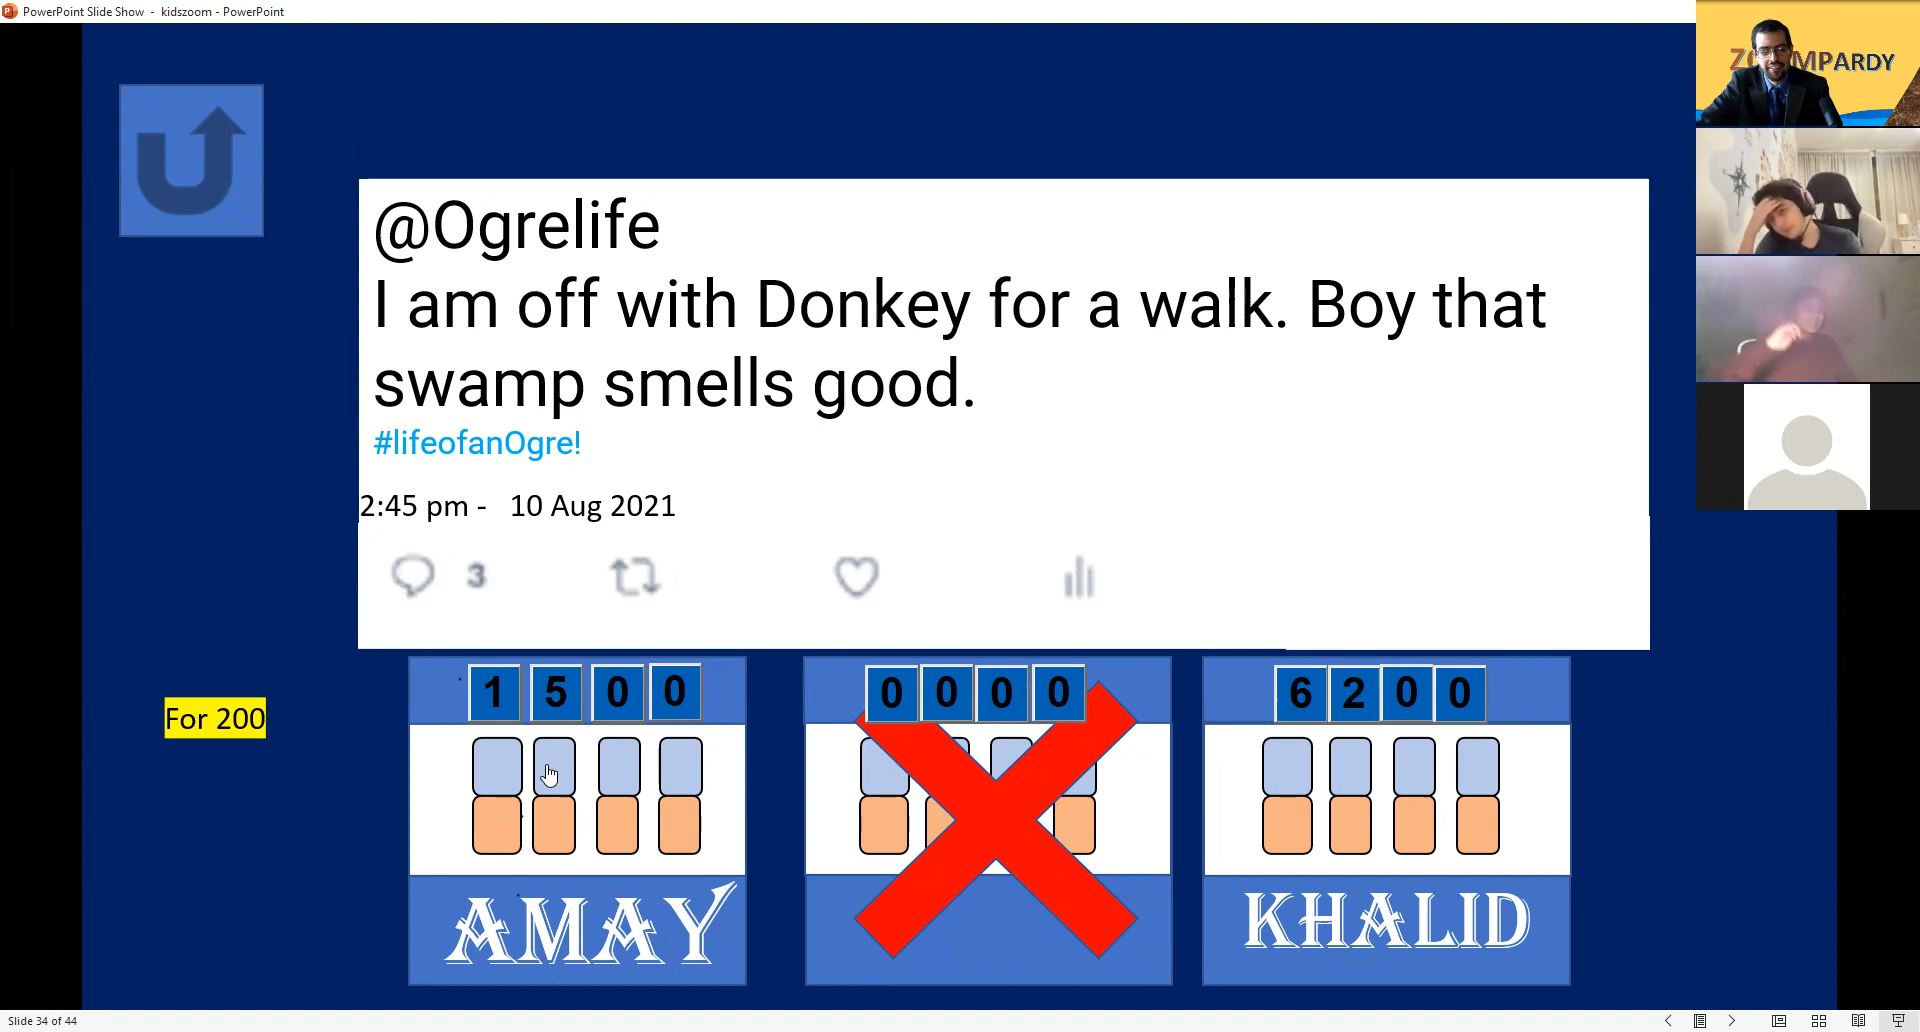 PowerPoint Slide Show - kidszoom - PowerPoint
MPARDY
@Ogrelife
I am off with Donkey for a walk. Boy that
swamp smells good.
#lifeofanOgre!
2:45 pm - 10 Aug 2021
3
For 200
1 5 0 0
0 0 0 0
6 2 0 0
AMAY
KHALID
Slide 34 of 44